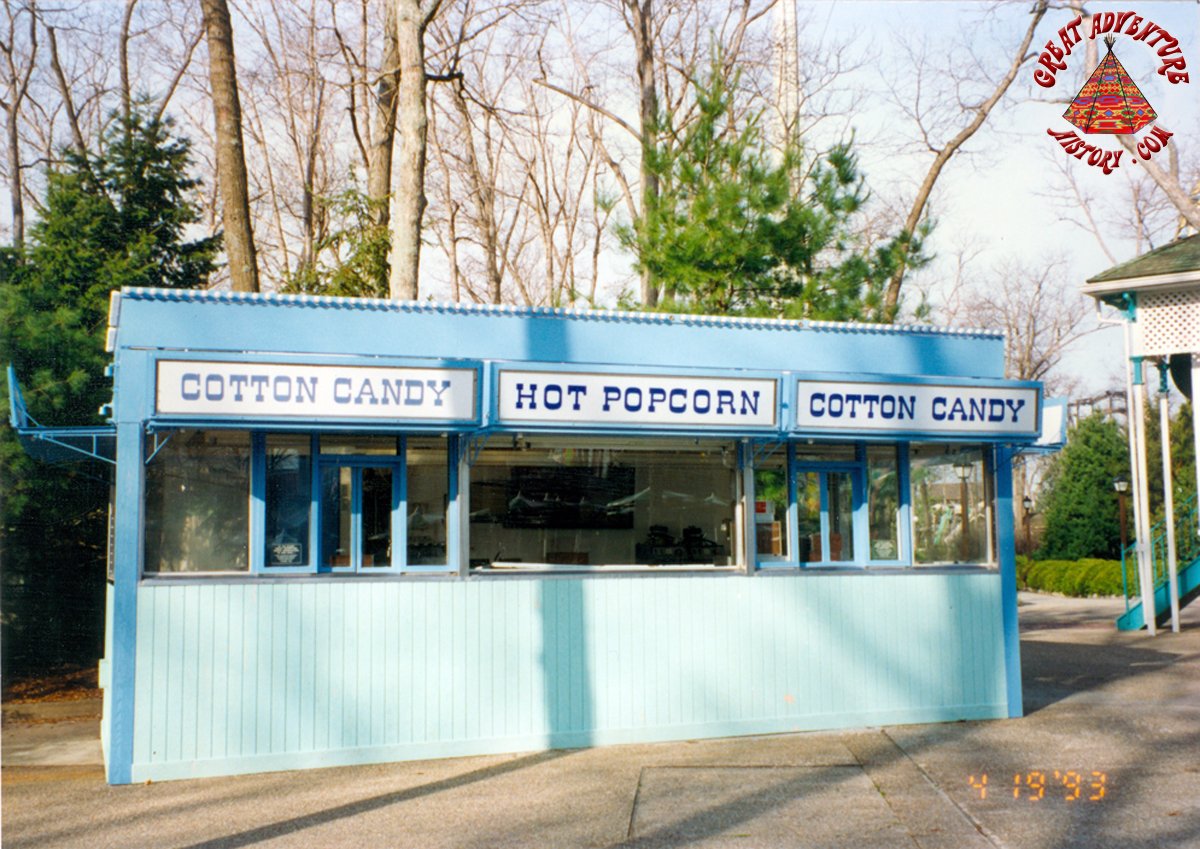 GREAT ADVENTURE
HISTORY.COM
COTTON CANDY
HOT POPCORN
COTTON CANDY
4 19 '93